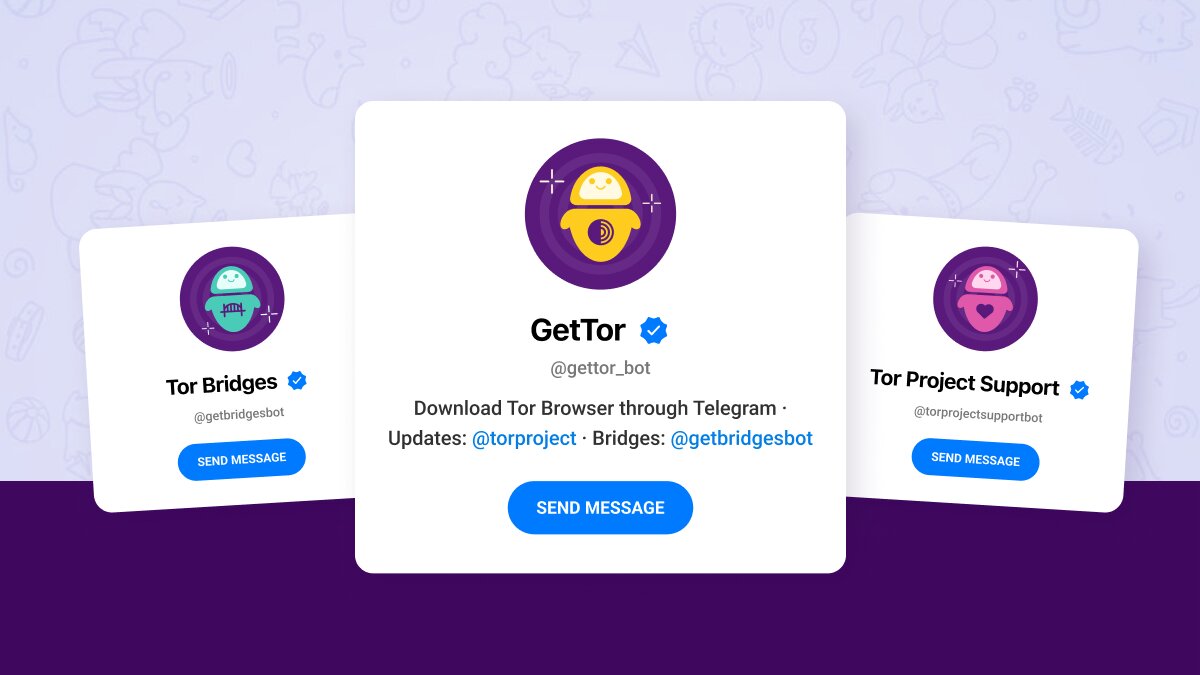 Tor Bridges
@getbridgesbot
SEND MESSAGE
GetTor
@gettor_bot
Download Tor Browser through Telegram ·
Updates: @torproject · Bridges: @getbridgesbot
SEND MESSAGE
Tor Project Support
@torprojectsupportbot
SEND MESSAGE